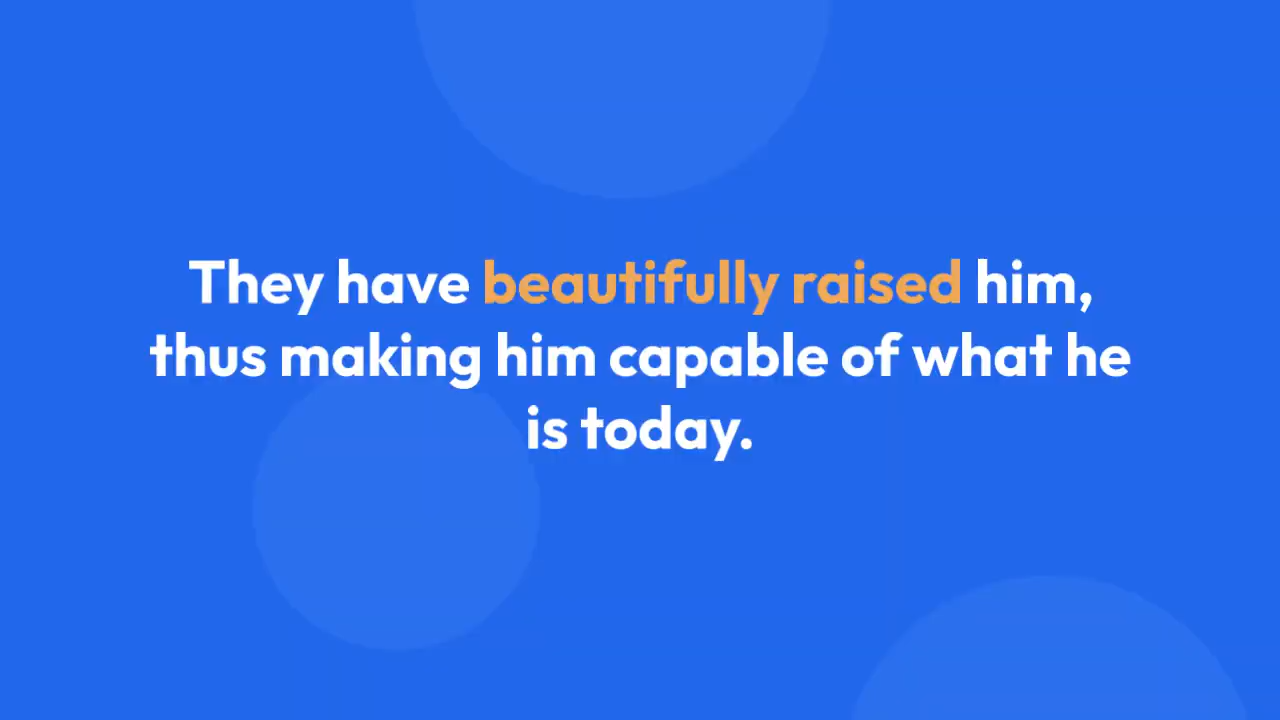 They have beautifully raised him,
thus making him capable of what he
is today.